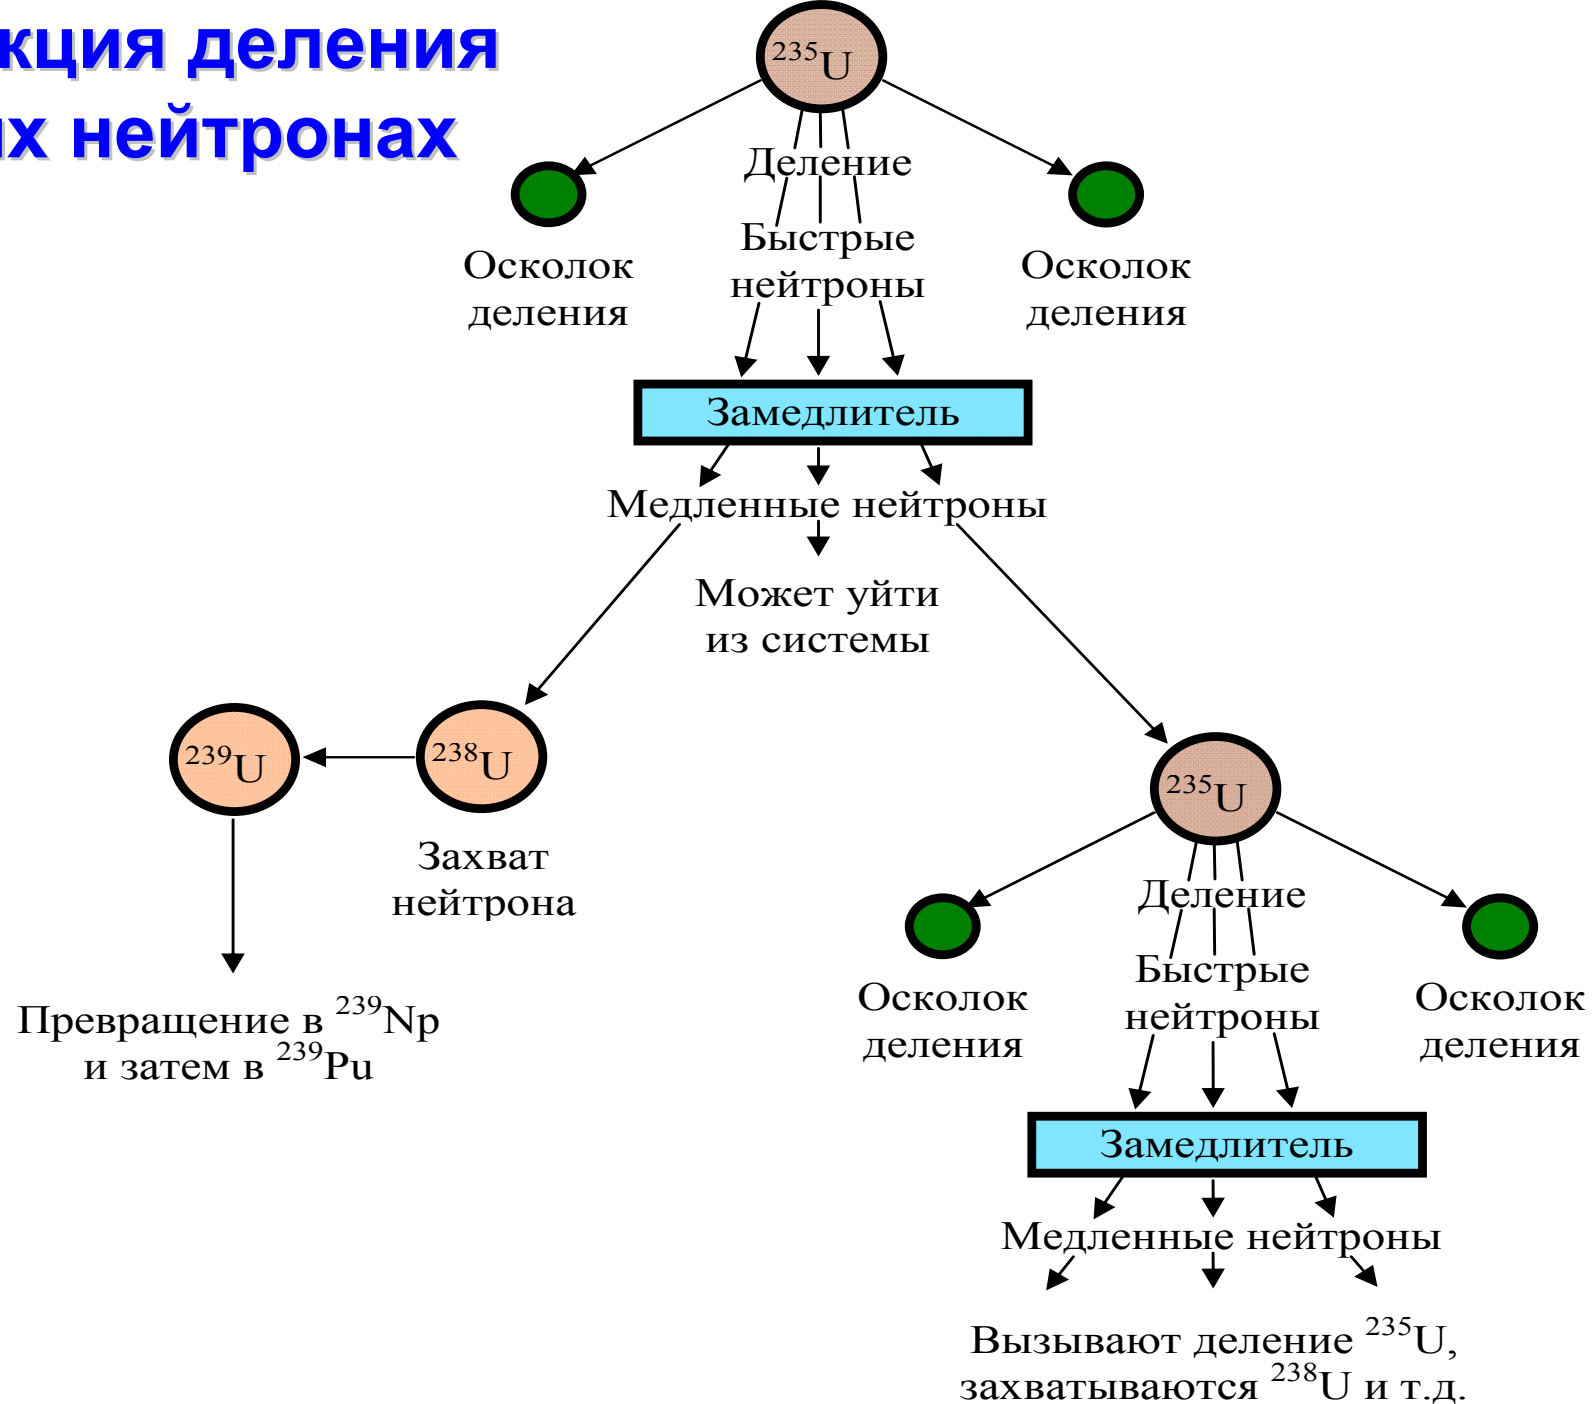 кция деления
их нейтронах
²³⁵U
Деление
Быстрые
нейтроны
Осколок
деления
Осколок
деления
Замедлитель
Медленные нейтроны
Может уйти
из системы
²³⁹U
²³⁸U
Захват
нейтрона
Превращение в ²³⁹Np
и затем в ²³⁹Pu
²³⁵U
Деление
Быстрые
нейтроны
Осколок
деления
Осколок
деления
Замедлитель
Медленные нейтроны
Вызывают деление ²³⁵U,
захватываются ²³⁸U и т.д.